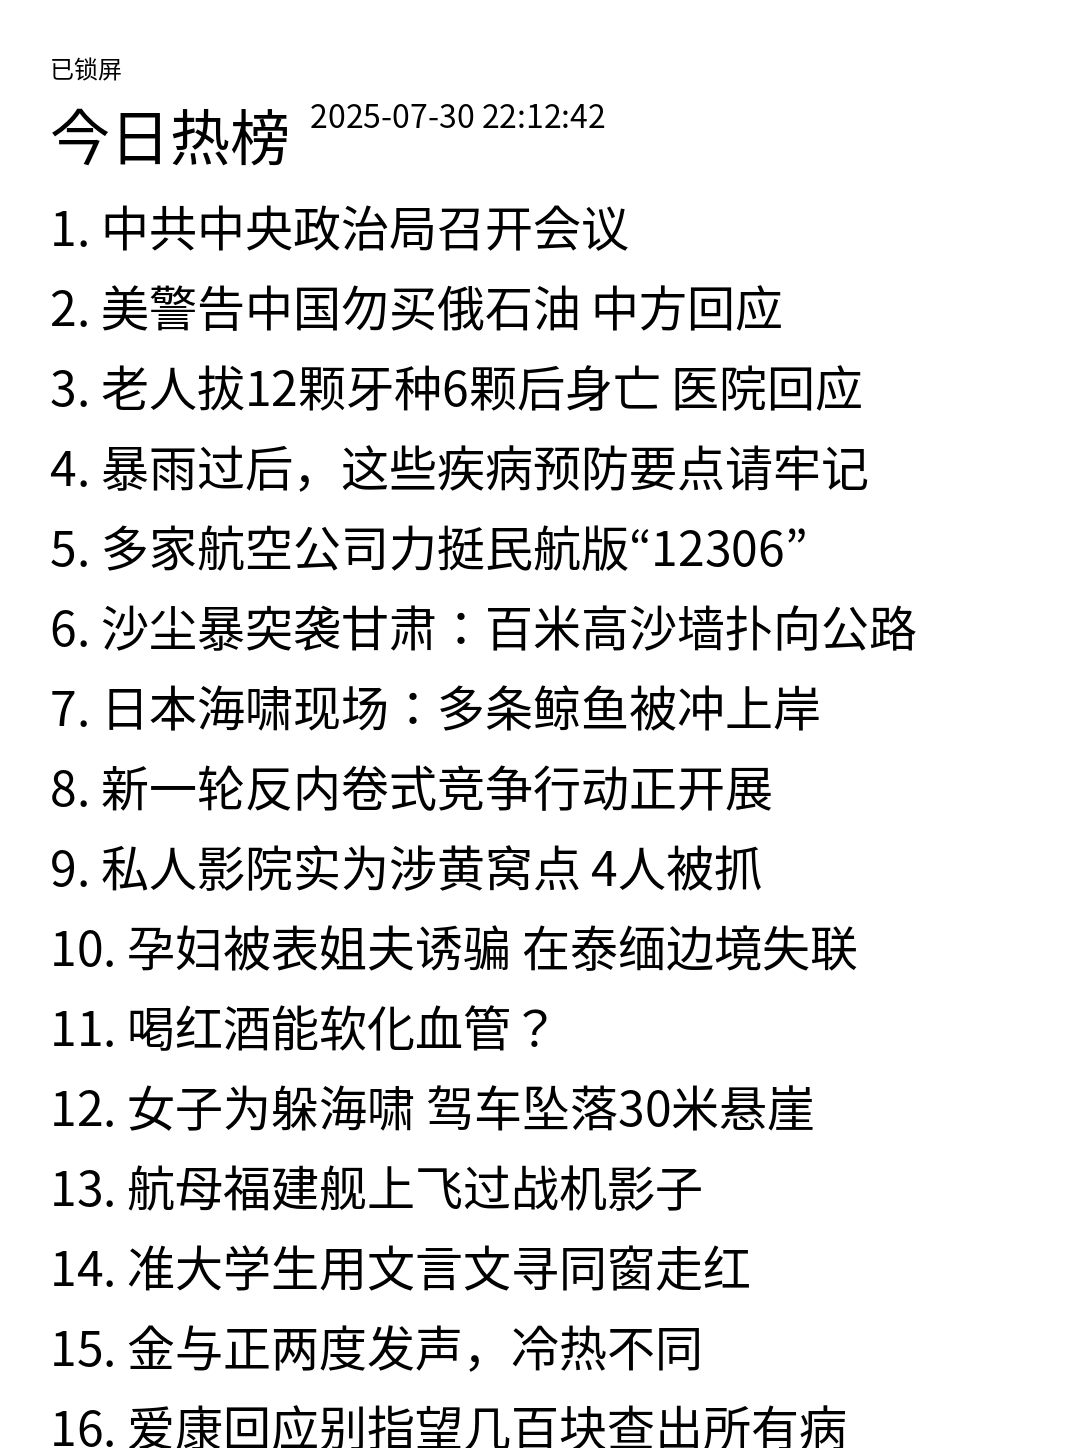 已锁屏
今日热榜 2025-07-30 22:12:42
1. 中共中央政治局召开会议
2. 美警告中国勿买俄石油 中方回应
3. 老人拔12颗牙种6颗后身亡 医院回应
4. 暴雨过后，这些疾病预防要点请牢记
5. 多家航空公司力挺民航版“12306”
6. 沙尘暴突袭甘肃：百米高沙墙扑向公路
7. 日本海啸现场：多条鲸鱼被冲上岸
8. 新一轮反内卷式竞争行动正开展
9. 私人影院实为涉黄窝点 4人被抓
10. 孕妇被表姐夫诱骗 在泰缅边境失联
11. 喝红酒能软化血管？
12. 女子为躲海啸 驾车坠落30米悬崖
13. 航母福建舰上飞过战机影子
14. 准大学生用文言文寻同窗走红
15. 金与正两度发声，冷热不同
16. 爱康回应别指望几百块查出所有病